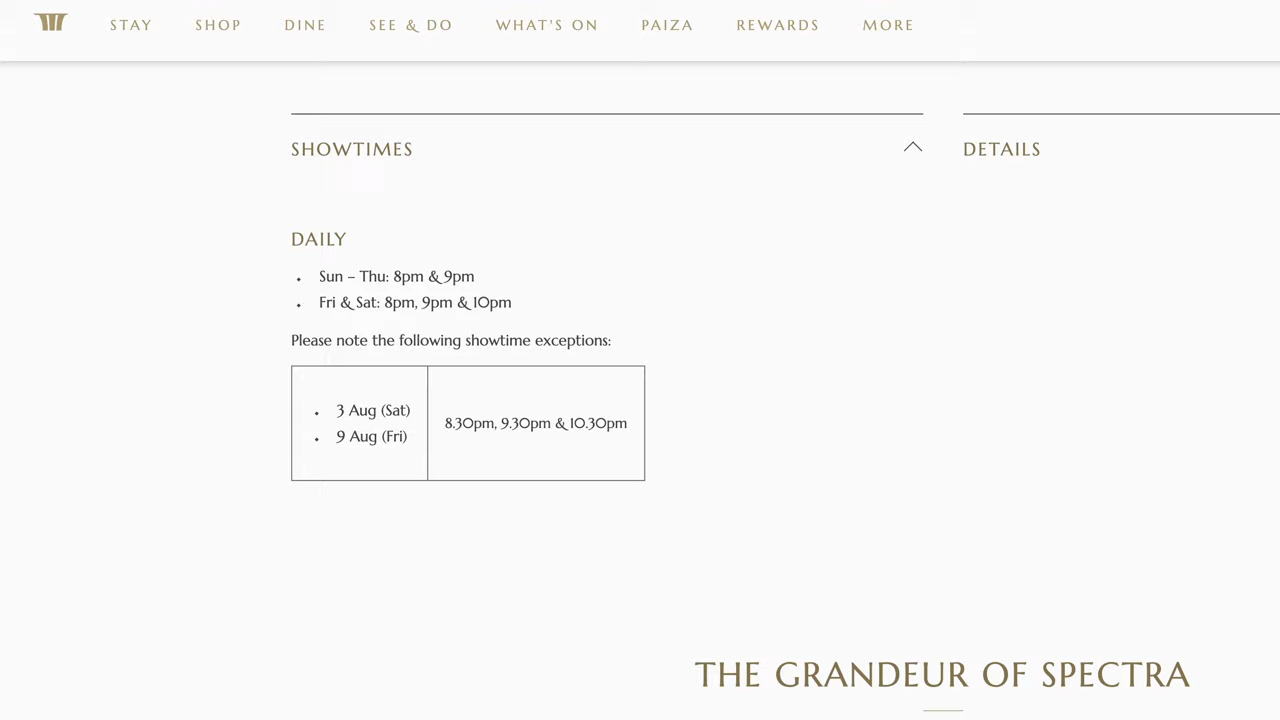 STAY SHOP DINE SEE & DO WHAT'S ON PAIZA REWARDS MORE
SHOWTIMES
DETAILS
DAILY
Sun – Thu: 8pm & 9pm
Fri & Sat: 8pm, 9pm & 10pm
Please note the following showtime exceptions:
3 Aug (Sat)
9 Aug (Fri)
8.30pm, 9.30pm & 10.30pm
THE GRANDEUR OF SPECTRA